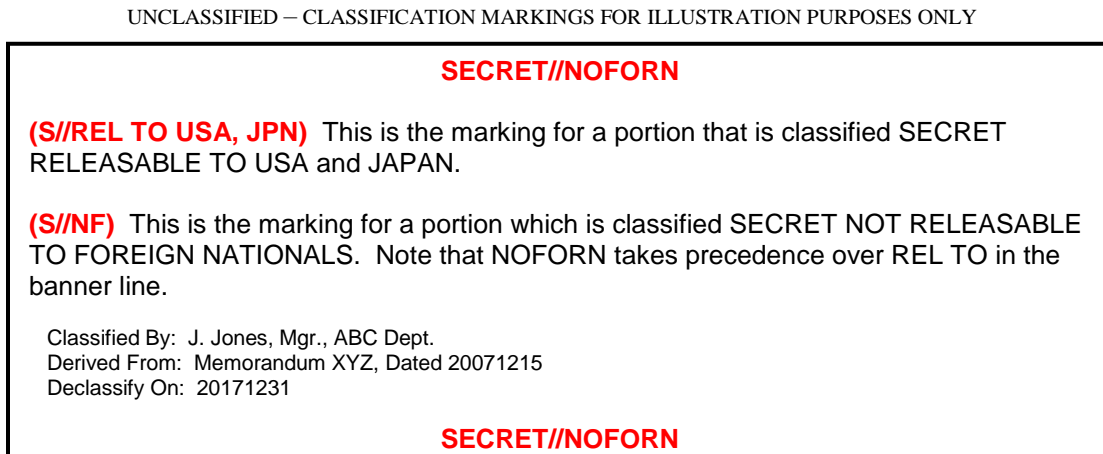 UNCLASSIFIED – CLASSIFICATION MARKINGS FOR ILLUSTRATION PURPOSES ONLY
SECRET//NOFORN
(S//REL TO USA, JPN) This is the marking for a portion that is classified SECRET
RELEASABLE TO USA and JAPAN.
(S//NF) This is the marking for a portion which is classified SECRET NOT RELEASABLE
TO FOREIGN NATIONALS. Note that NOFORN takes precedence over REL TO in the
banner line.
Classified By: J. Jones, Mgr., ABC Dept.
Derived From: Memorandum XYZ, Dated 20071215
Declassify On: 20171231
SECRET//NOFORN